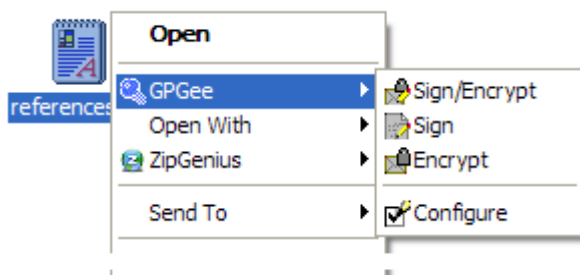 Open
references
GPGee
Open With
ZipGenius
Send To
Sign/Encrypt
Sign
Encrypt
Configure